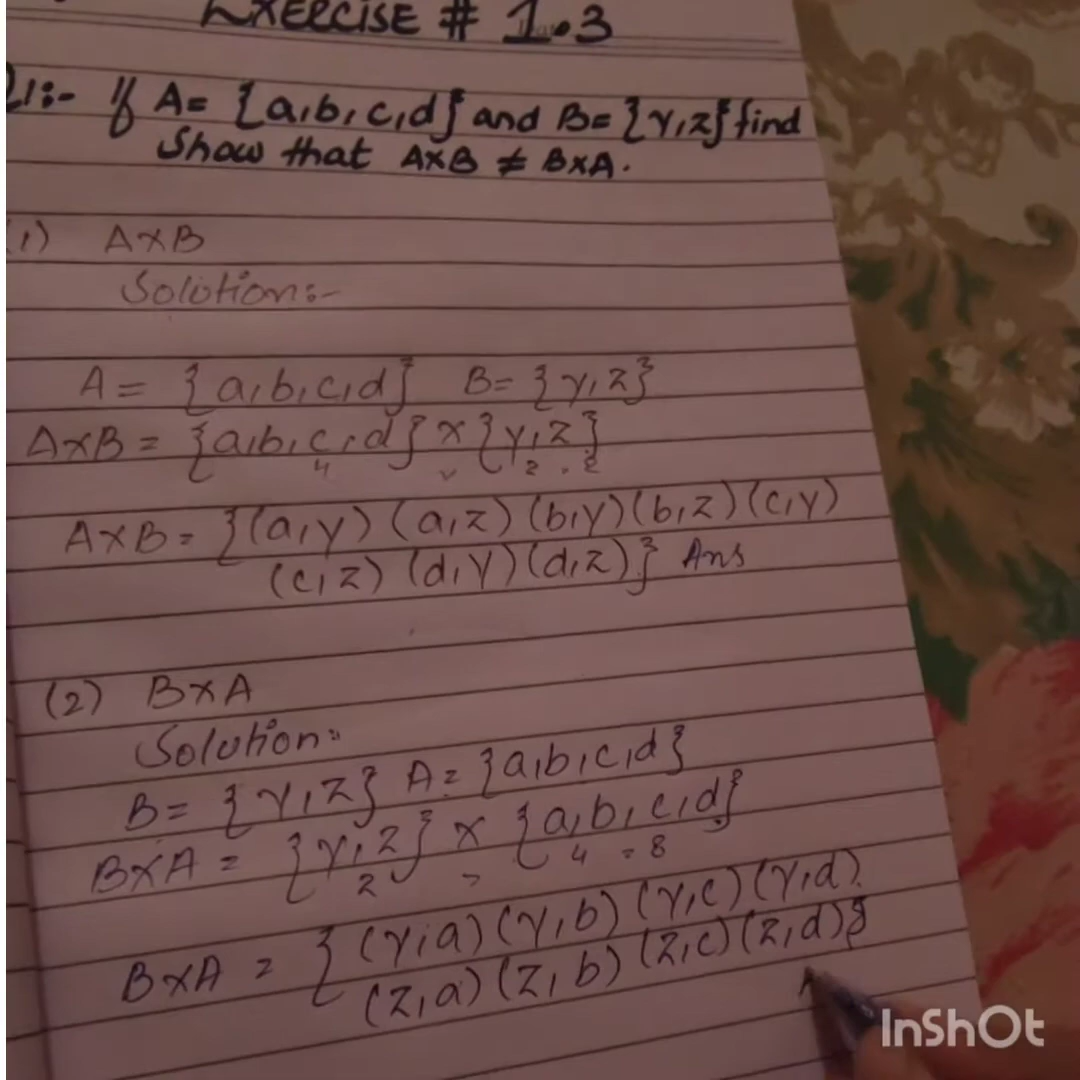 EXERCISE # 1.3
Q1:- If A= {a,b,c,d} and B= {y,z} find
Show that A×B ≠ B×A.
(1) A×B
Solution:-
A = {a,b,c,d} B= {y,z}
A×B = {a,b,c,d} × {y,z}
4 2 = 8
A×B = {(a,y) (a,z) (b,y) (b,z) (c,y)
(c,z) (d,y) (d,z)} Ans
(2) B×A
Solution:
B= {y,z} A= {a,b,c,d}
B×A = {y,z} × {a,b,c,d}
2 4 = 8
B×A = {(y,a) (y,b) (y,c) (y,d)
(z,a) (z,b) (z,c) (z,d)}
InShOt